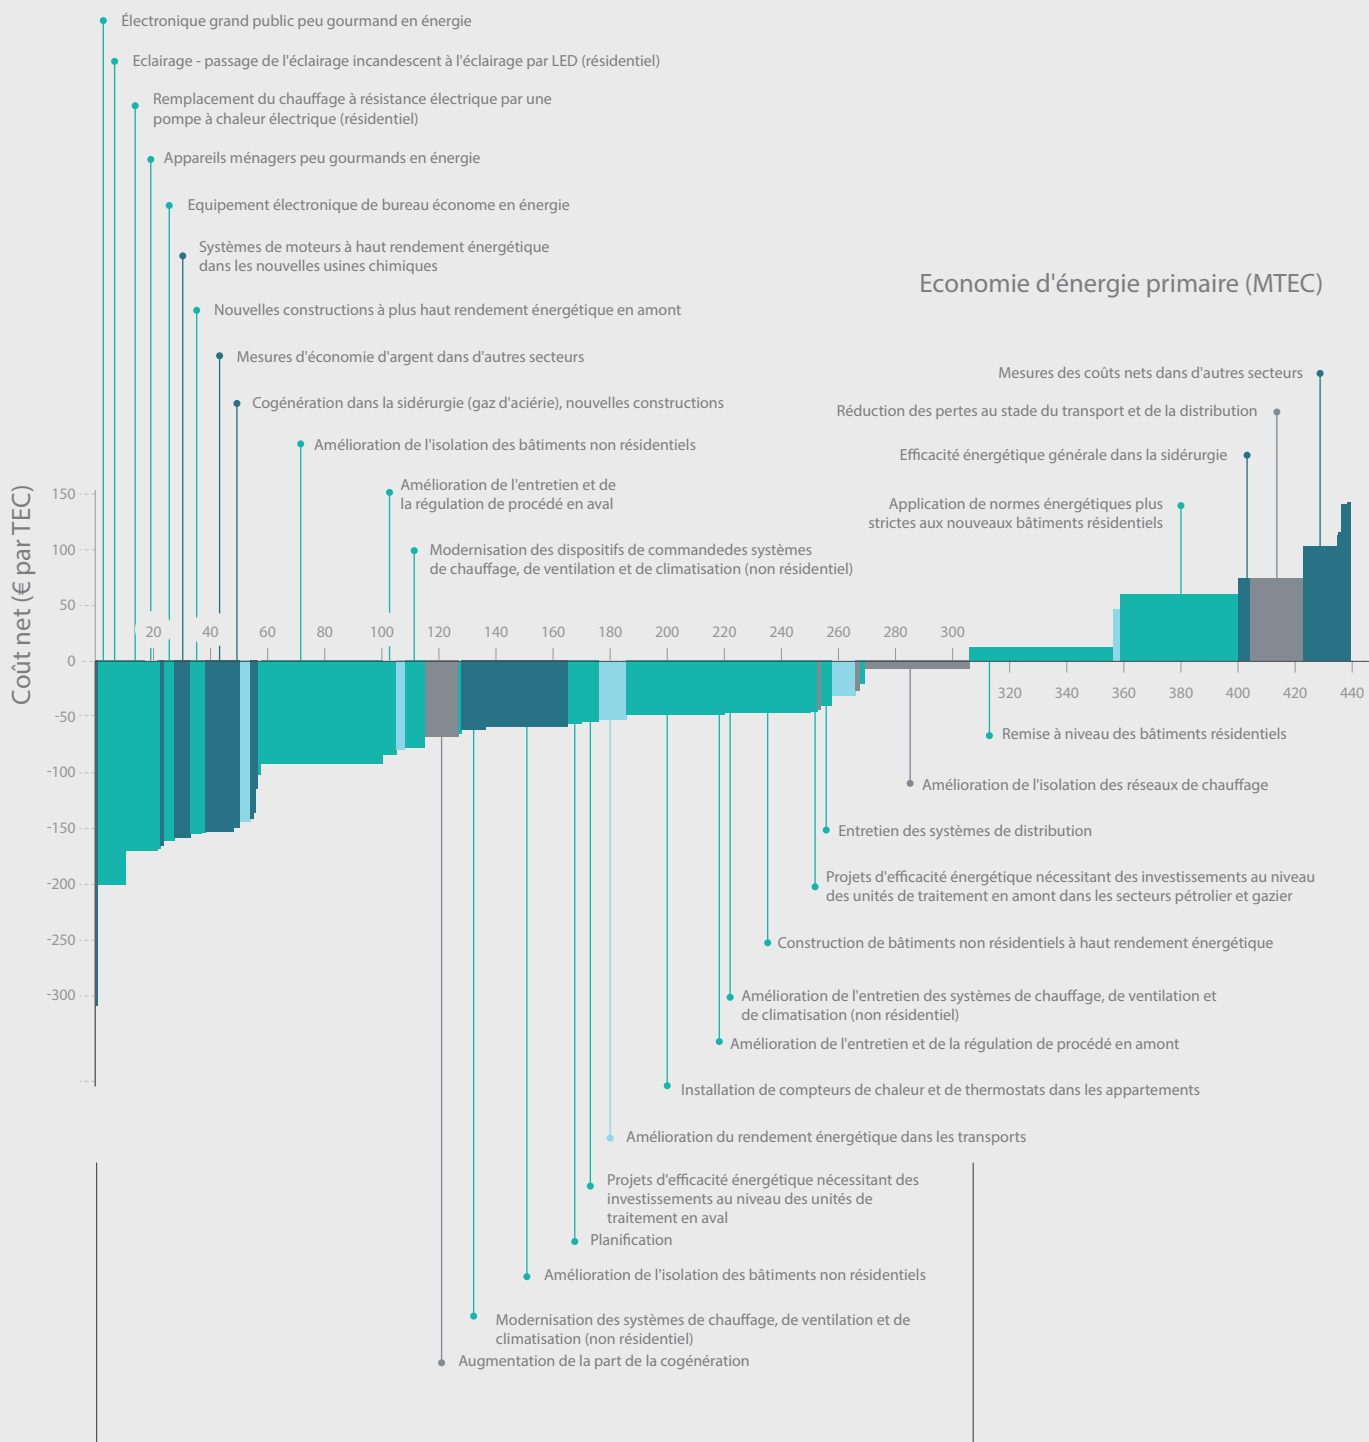 Électronique grand public peu gourmand en énergie
Eclairage - passage de l'éclairage incandescent à l'éclairage par LED (résidentiel)
Remplacement du chauffage à résistance électrique par une
pompe à chaleur électrique (résidentiel)
Appareils ménagers peu gourmands en énergie
Equipement électronique de bureau économe en énergie
Systèmes de moteurs à haut rendement énergétique
dans les nouvelles usines chimiques
Nouvelles constructions à plus haut rendement énergétique en amont
Mesures d'économie d'argent dans d'autres secteurs
Cogénération dans la sidérurgie (gaz d'aciérie), nouvelles constructions
Amélioration de l'isolation des bâtiments non résidentiels
Amélioration de l'entretien et de
la régulation de procédé en aval
Modernisation des dispositifs de commandedes systèmes
de chauffage, de ventilation et de climatisation (non résidentiel)
Economie d'énergie primaire (MTEC)
Mesures des coûts nets dans d'autres secteurs
Réduction des pertes au stade du transport et de la distribution
Efficacité énergétique générale dans la sidérurgie
Application de normes énergétiques plus
strictes aux nouveaux bâtiments résidentiels
Coût net (€ par TEC)
150
100
50
0
-50
-100
-150
-200
-250
-300
20 40 60 80 100 120 140 160 180 200 220 240 260 280 300
320 340 360 380 400 420 440
Remise à niveau des bâtiments résidentiels
Amélioration de l'isolation des réseaux de chauffage
Entretien des systèmes de distribution
Projets d'efficacité énergétique nécessitant des investissements au niveau
des unités de traitement en amont dans les secteurs pétrolier et gazier
Construction de bâtiments non résidentiels à haut rendement énergétique
Amélioration de l'entretien des systèmes de chauffage, de ventilation et
de climatisation (non résidentiel)
Amélioration de l'entretien et de la régulation de procédé en amont
Installation de compteurs de chaleur et de thermostats dans les appartements
Amélioration du rendement énergétique dans les transports
Projets d'efficacité énergétique nécessitant des
investissements au niveau des unités de
traitement en aval
Planification
Amélioration de l'isolation des bâtiments non résidentiels
Modernisation des systèmes de chauffage, de ventilation et de
climatisation (non résidentiel)
Augmentation de la part de la cogénération